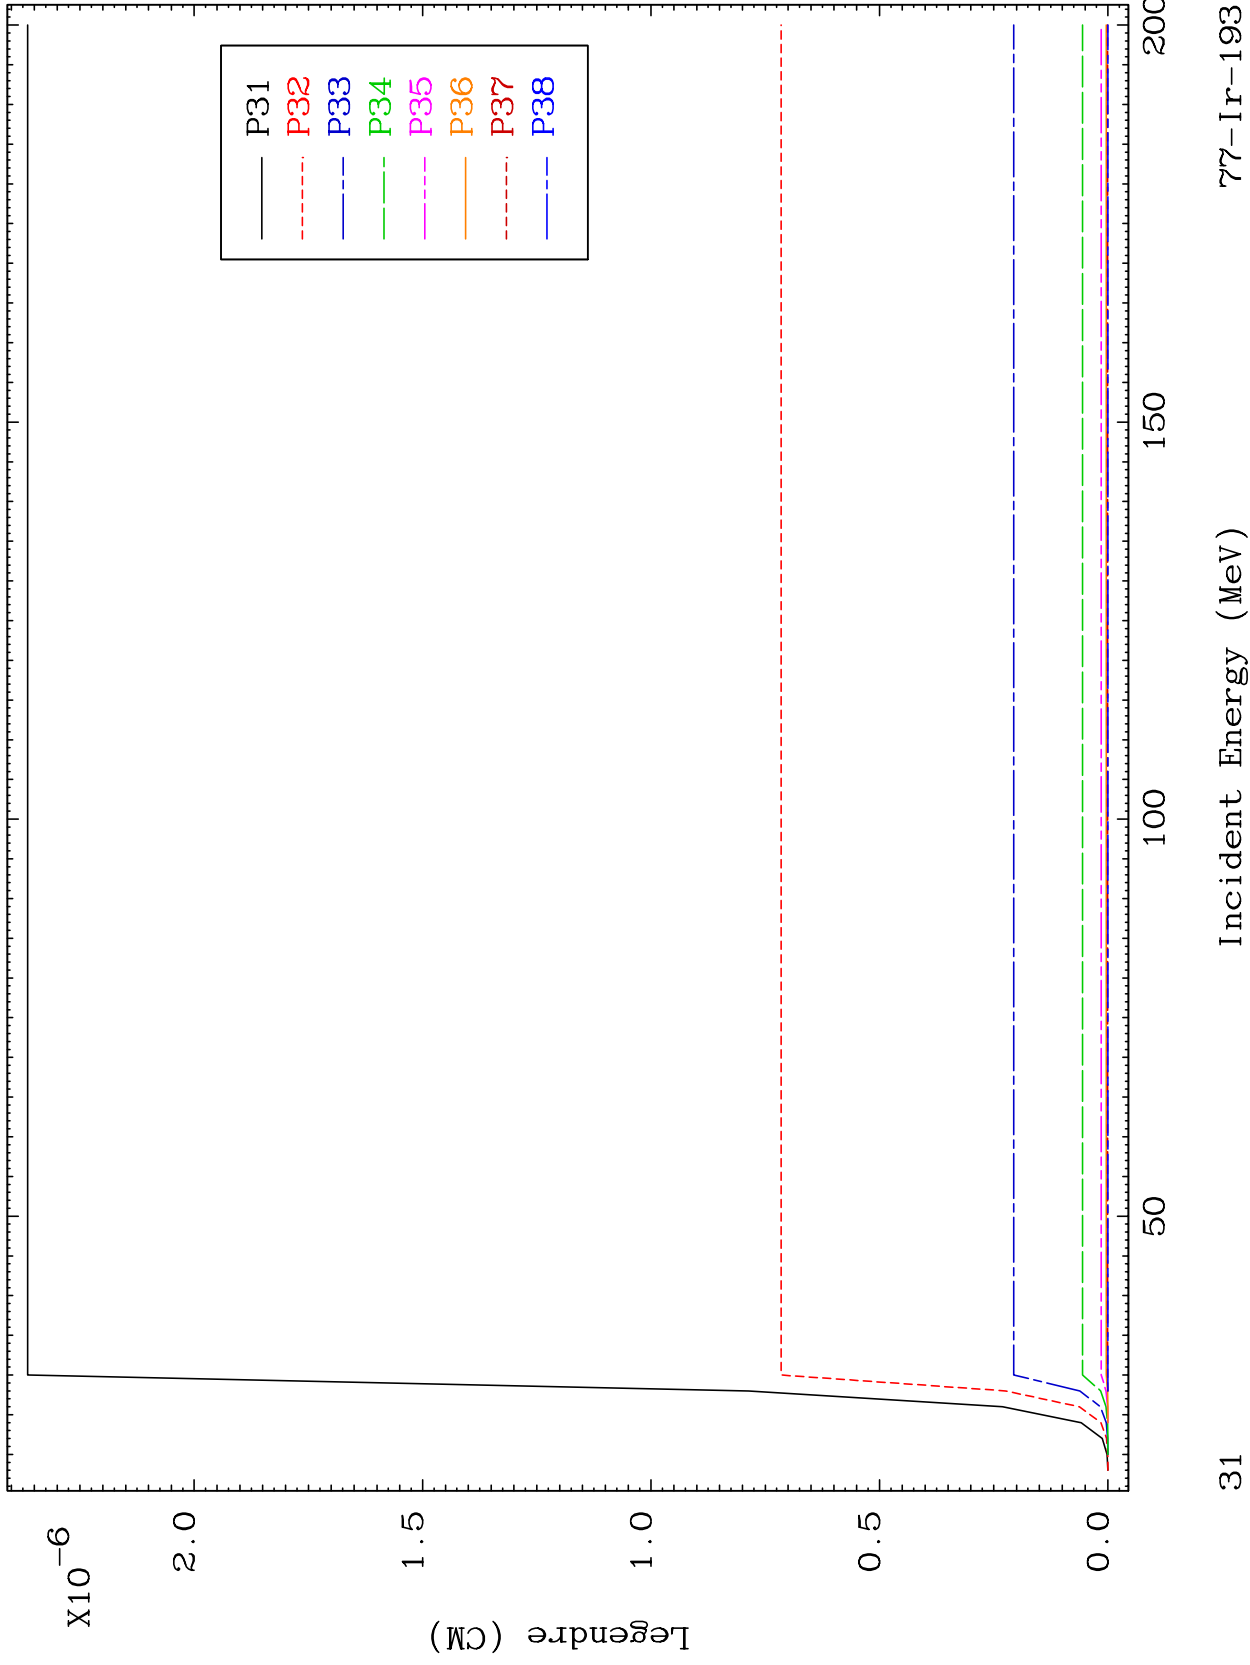 X10-6
Legendre (CM)
2.0
1.5
1.0
0.5
0.0
P31
P32
P33
P34
P35
P36
P37
P38
50
100
150
200
Incident Energy (MeV)
31
77-Ir-193